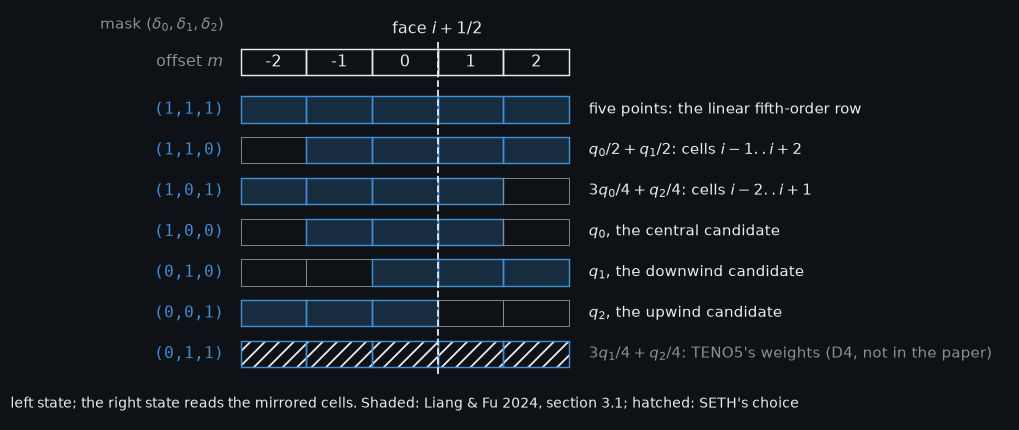 mask (δ₀, δ₁, δ₂)
face i + 1/2
offset m -2 -1 0 1 2
(1,1,1) five points: the linear fifth-order row
(1,1,0) q₀/2 + q₁/2: cells i − 1. . i + 2
(1,0,1) 3q₀/4 + q₂/4: cells i − 2. . i + 1
(1,0,0) q₀, the central candidate
(0,1,0) q₁, the downwind candidate
(0,0,1) q₂, the upwind candidate
(0,1,1) 3q₁/4 + q₂/4: TENO5's weights (D4, not in the paper)
left state; the right state reads the mirrored cells. Shaded: Liang & Fu 2024, section 3.1; hatched: SETH's choice